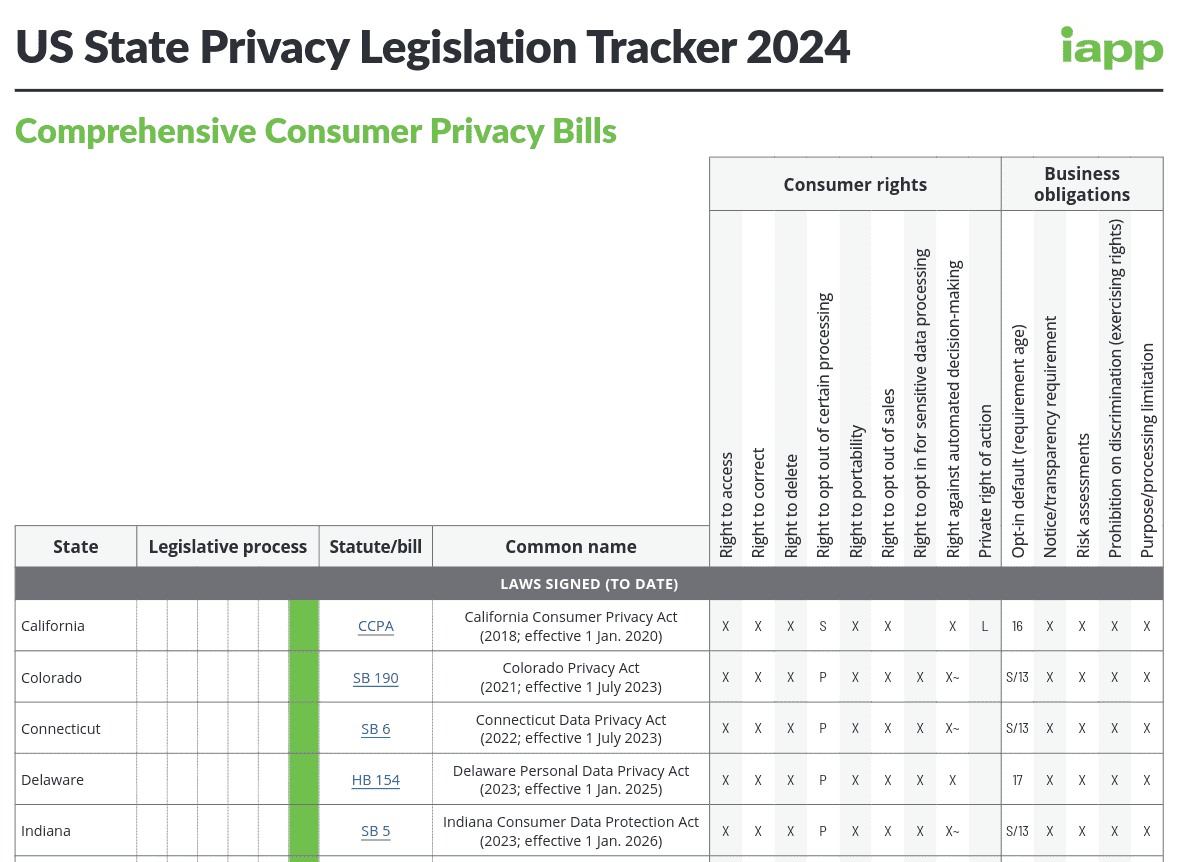 US State Privacy Legislation Tracker 2024
iapp
Comprehensive Consumer Privacy Bills
Consumer rights
Business
obligations
Right to access
Right to correct
Right to delete
Right to opt out of certain processing
Right to portability
Right to opt out of sales
Right to opt in for sensitive data processing
Right against automated decision-making
Private right of action
Opt-in default (requirement age)
Notice/transparency requirement
Risk assessments
Prohibition on discrimination (exercising rights)
Purpose/processing limitation
State Legislative process Statute/bill Common name
LAWS SIGNED (TO DATE)
California CCPA California Consumer Privacy Act
(2018; effective 1 Jan. 2020)
X X X S X X X L 16 X X X X
Colorado SB 190 Colorado Privacy Act
(2021; effective 1 July 2023)
X X X P X X X X~ S/13 X X X X
Connecticut SB 6 Connecticut Data Privacy Act
(2022; effective 1 July 2023)
X X X P X X X X~ S/13 X X X X
Delaware HB 154 Delaware Personal Data Privacy Act
(2023; effective 1 Jan. 2025)
X X X P X X X X 17 X X X X
Indiana SB 5 Indiana Consumer Data Protection Act
(2023; effective 1 Jan. 2026)
X X X P X X X X~ S/13 X X X X